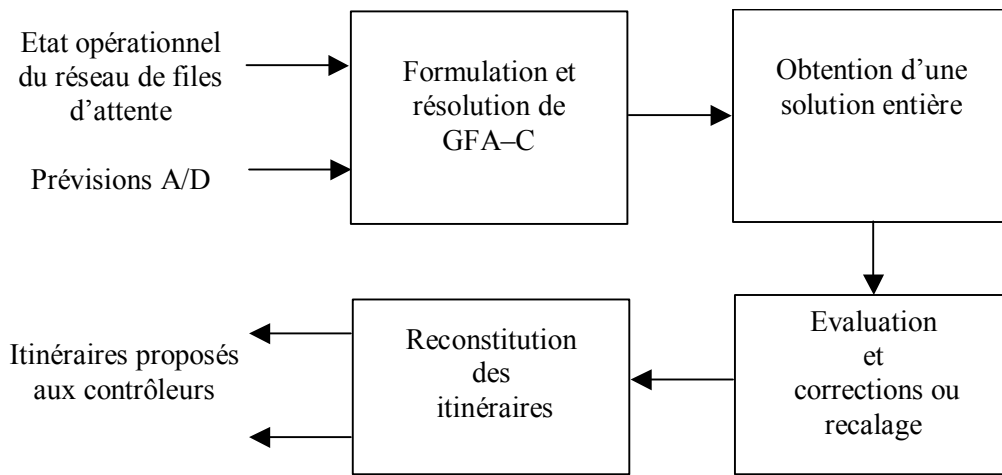 Etat opérationnel
du réseau de files
d'attente
Prévisions A/D
Formulation et
résolution de
GFA–C
Obtention d'une
solution entière
Evaluation
et
corrections ou
recalage
Reconstitution
des
itinéraires
Itinéraires proposés
aux contrôleurs